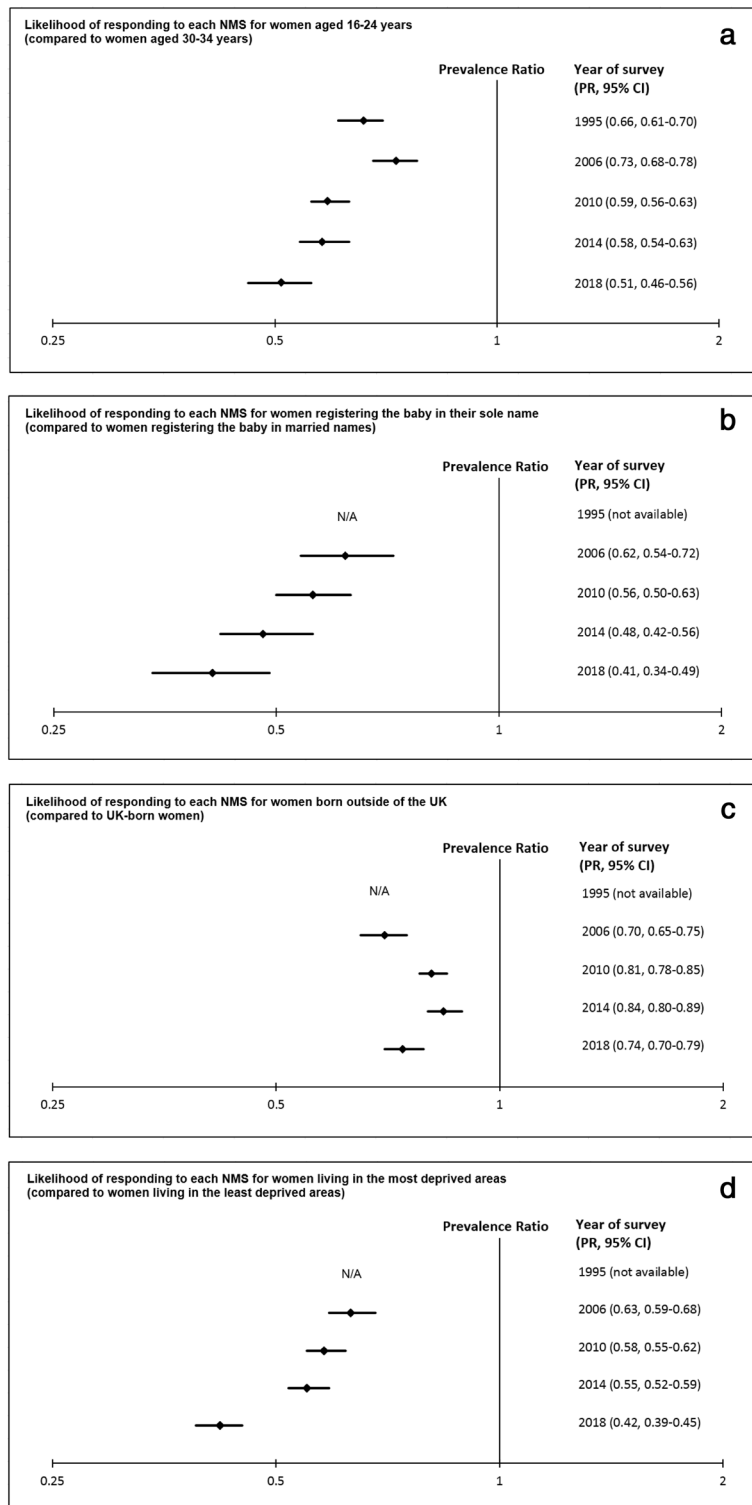 Likelihood of responding to each NMS for women aged 16-24 years
(compared to women aged 30-34 years)
a
Prevalence Ratio
Year of survey
(PR, 95% CI)
1995 (0.66, 0.61-0.70)
2006 (0.73, 0.68-0.78)
2010 (0.59, 0.56-0.63)
2014 (0.58, 0.54-0.63)
2018 (0.51, 0.46-0.56)
0.25 0.5 1 2
Likelihood of responding to each NMS for women registering the baby in their sole name
(compared to women registering the baby in married names)
b
Prevalence Ratio
Year of survey
(PR, 95% CI)
N/A 1995 (not available)
2006 (0.62, 0.54-0.72)
2010 (0.56, 0.50-0.63)
2014 (0.48, 0.42-0.56)
2018 (0.41, 0.34-0.49)
0.25 0.5 1 2
Likelihood of responding to each NMS for women born outside of the UK
(compared to UK-born women)
c
Prevalence Ratio
Year of survey
(PR, 95% CI)
N/A 1995 (not available)
2006 (0.70, 0.65-0.75)
2010 (0.81, 0.78-0.85)
2014 (0.84, 0.80-0.89)
2018 (0.74, 0.70-0.79)
0.25 0.5 1 2
Likelihood of responding to each NMS for women living in the most deprived areas
(compared to women living in the least deprived areas)
d
Prevalence Ratio
Year of survey
(PR, 95% CI)
N/A 1995 (not available)
2006 (0.63, 0.59-0.68)
2010 (0.58, 0.55-0.62)
2014 (0.55, 0.52-0.59)
2018 (0.42, 0.39-0.45)
0.25 0.5 1 2